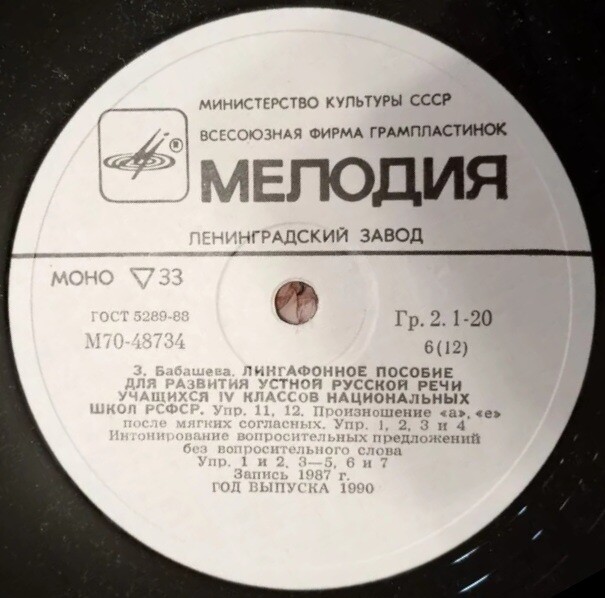 МИНИСТЕРСТВО КУЛЬТУРЫ СССР
ВСЕСОЮЗНАЯ ФИРМА ГРАМПЛАСТИНОК
®
МЕЛОДИЯ
ЛЕНИНГРАДСКИЙ ЗАВОД
МОНО ▽ 33
ГОСТ 5289-88
Гр. 2. 1-20
М70-48734
6(12)
З. Бабашева. ЛИНГАФОННОЕ ПОСОБИЕ
ДЛЯ РАЗВИТИЯ УСТНОЙ РУССКОЙ РЕЧИ
УЧАЩИХСЯ IV КЛАССОВ НАЦИОНАЛЬНЫХ
ШКОЛ РСФСР. Упр. 11, 12. Произношение «а», «е»
после мягких согласных. Упр. 1, 2, 3 и 4
Интонирование вопросительных предложений
без вопросительного слова
Упр. 1 и 2, 3—5, 6 и 7
Запись 1987 г.
ГОД ВЫПУСКА 1990